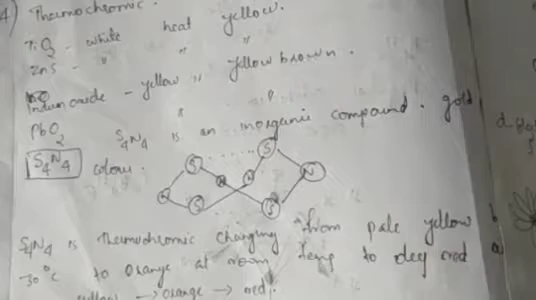 4) Thermochromic.
TiO2 - white heat yellow.
ZnS - " " "
Indium oxide - yellow " yellow brown.
PbO2 " "
S4N4 is an inorganic compound. gold
S4N4 colour.
S S
N N N
S S
S4N4 is Thermochromic changing from pale yellow
-30°C to orange at room temp to deep red
yellow → orange → red.